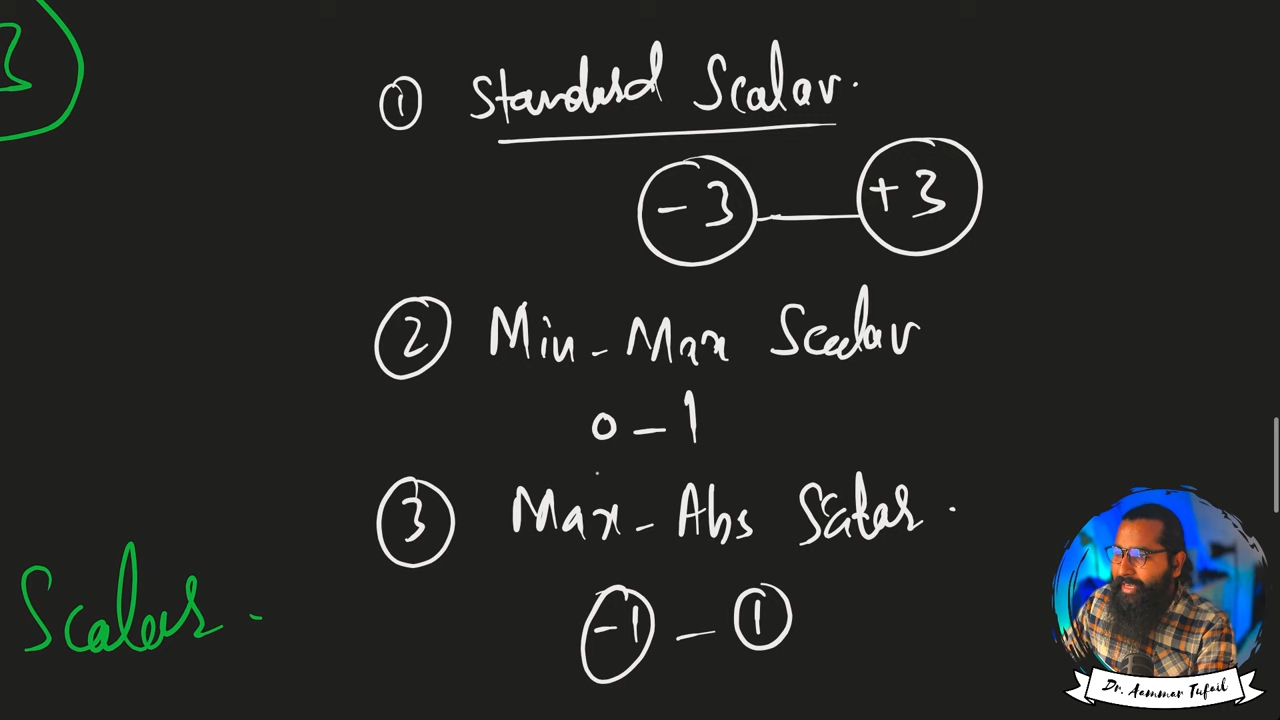 3
① Standard Scalar.
-3 — +3
② Min-Max Scalar
0-1
③ Max-Abs Scalar.
-1 - 1
Scalers.
Dr. Aammar Tufail